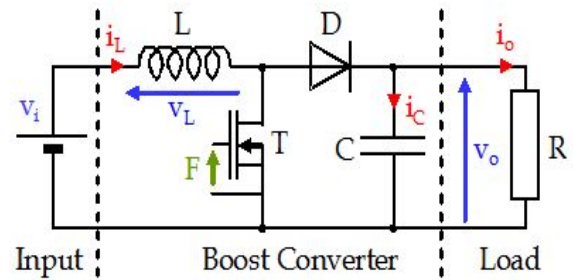 i_L L D i_o
v_i v_L F T C i_C v_o R
Input Boost Converter Load